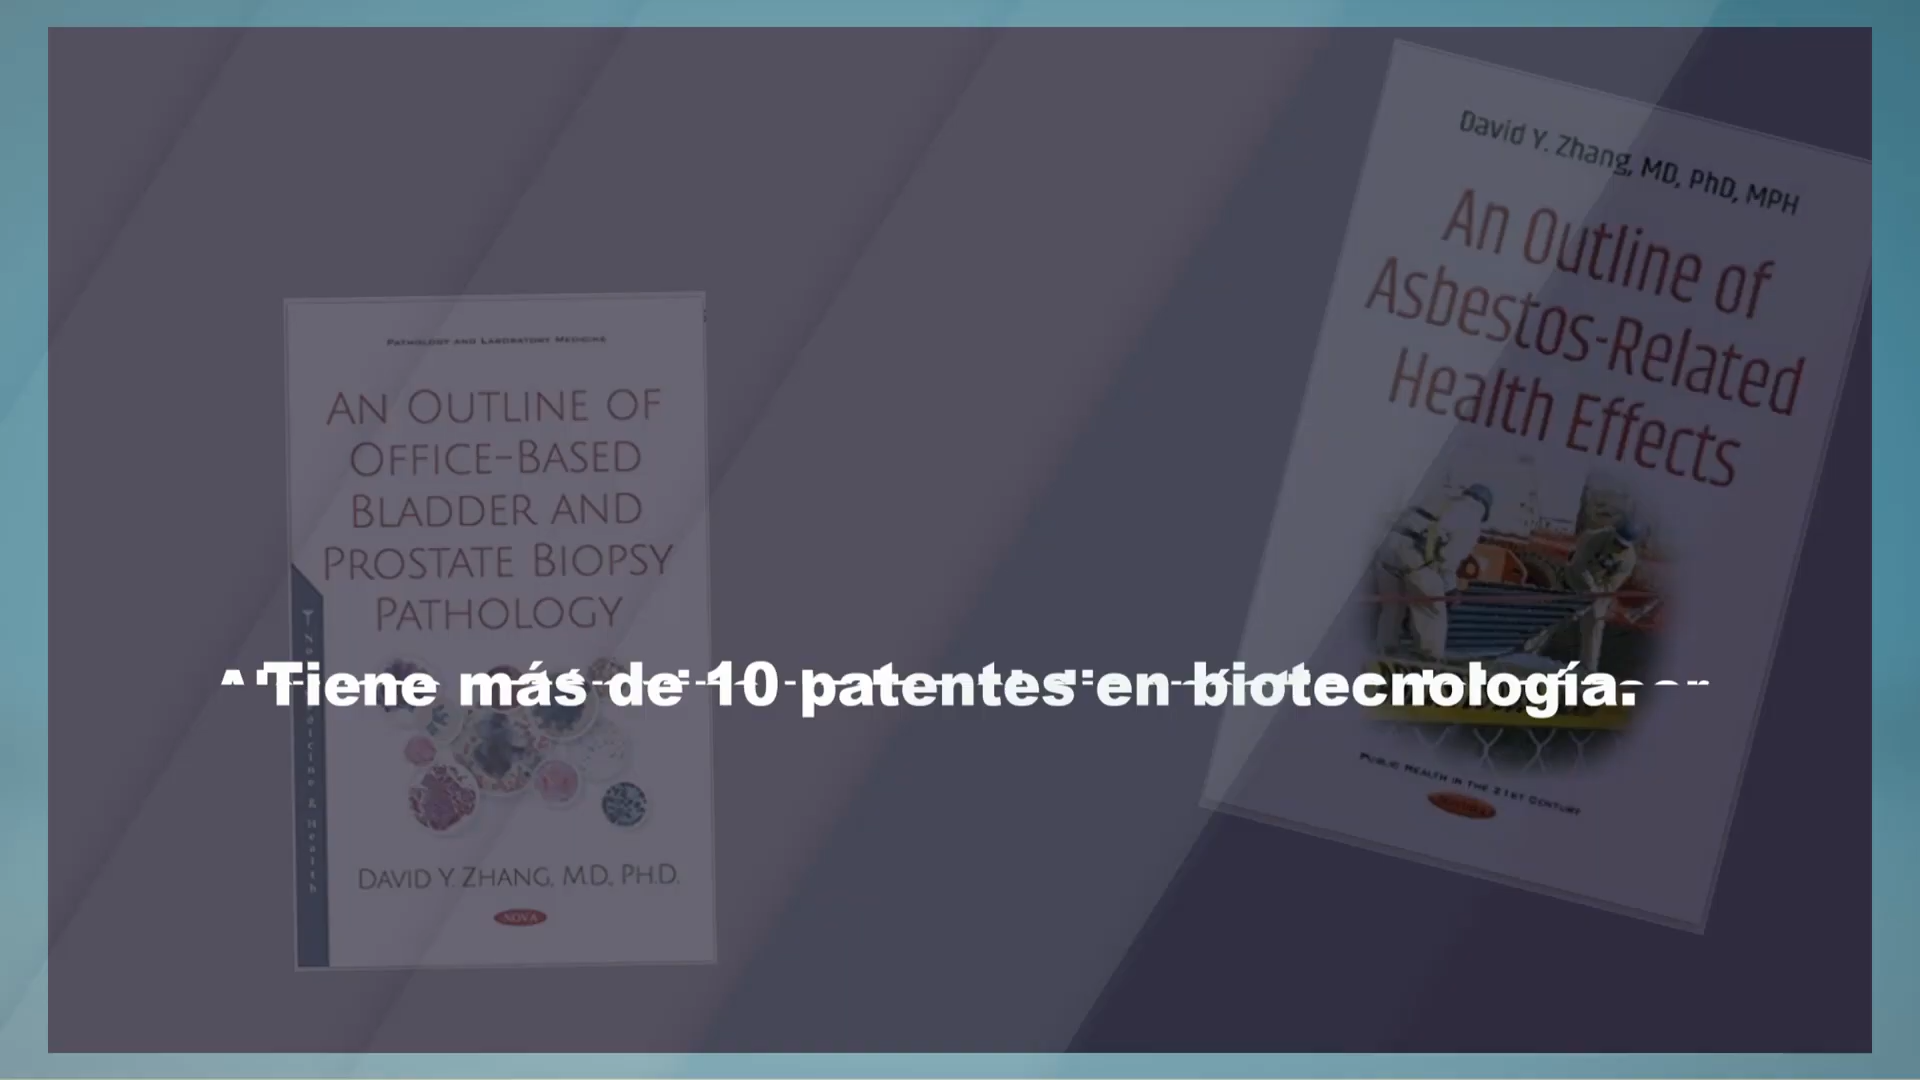 PATHOLOGY AND LABORATORY MEDICINE
AN OUTLINE OF
OFFICE-BASED
BLADDER AND
PROSTATE BIOPSY
PATHOLOGY
DAVID Y. ZHANG, M.D., PH.D.
NOVA
David Y. Zhang, MD, PhD, MPH
An Outline of
Asbestos-Related
Health Effects
PUBLIC HEALTH IN THE 21ST CENTURY
Tiene más de 10 patentes en biotecnología.